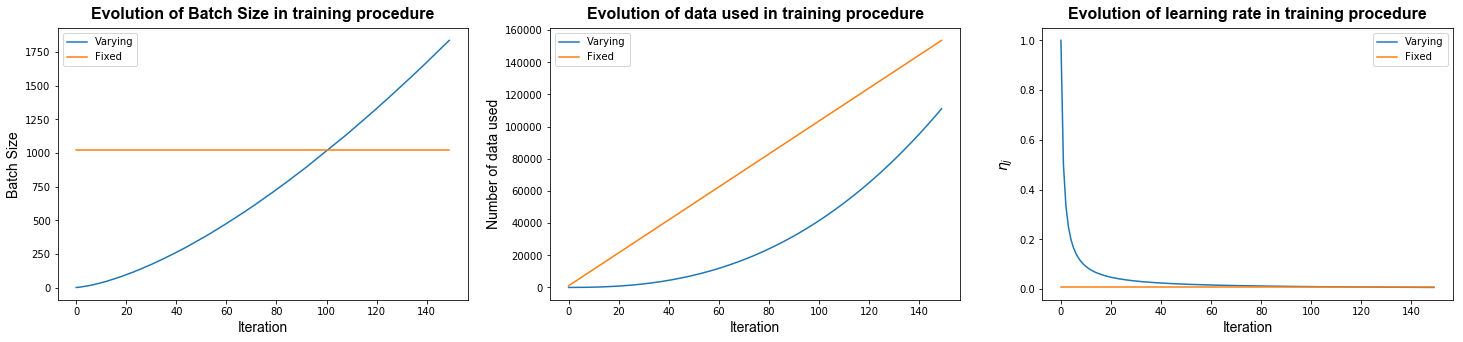 Evolution of Batch Size in training procedure
Varying
Fixed
1750
1500
1250
1000
750
500
250
0
Batch Size
0 20 40 60 80 100 120 140
Iteration
Evolution of data used in training procedure
Varying
Fixed
160000
140000
120000
100000
80000
60000
40000
20000
0
Number of data used
0 20 40 60 80 100 120 140
Iteration
Evolution of learning rate in training procedure
Varying
Fixed
1.0
0.8
0.6
0.4
0.2
0.0
ηj
0 20 40 60 80 100 120 140
Iteration